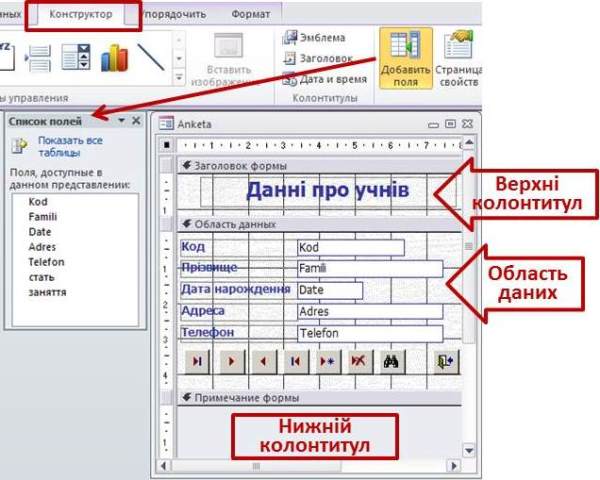 нных
Конструктор
Упорядочить
Формат
Вставить
изображение
Эмблема
Заголовок
Дата и время
Колонтитулы
Добавить
поля
Страница
свойств
ы управления
Список полей
Показать все
таблицы
Поля, доступные в
данном представлении:
Kod
Famili
Date
Adres
Telefon
стать
заняття
Anketa
Заголовок формы
Данні про учнів
Область данных
Код
Kod
Прізвище
Famili
Дата нарождення
Date
Адреса
Adres
Телефон
Telefon
Примечание формы
Верхні
колонтитул
Область
даних
Нижній
колонтитул